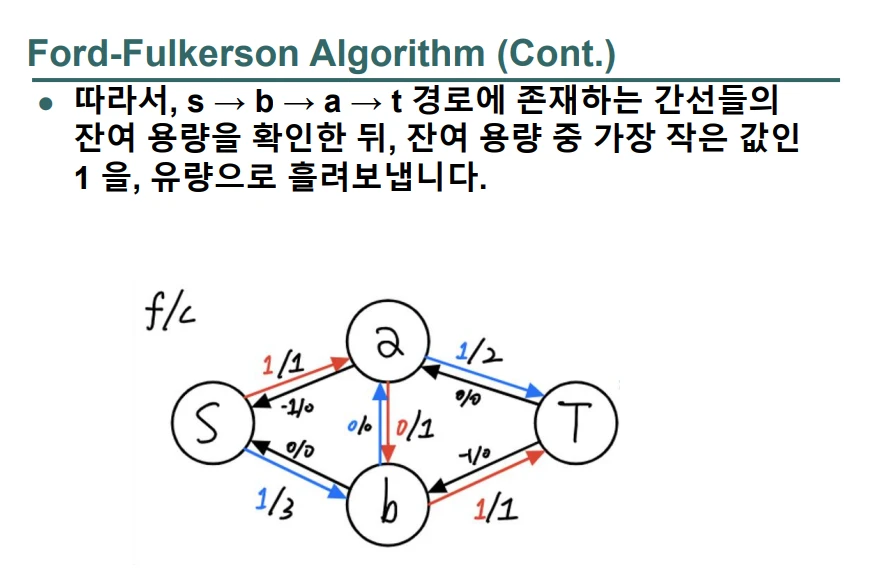 Ford-Fulkerson Algorithm (Cont.)
따라서, s → b → a → t 경로에 존재하는 간선들의
잔여 용량을 확인한 뒤, 잔여 용량 중 가장 작은 값인
1 을, 유량으로 흘려보냅니다.
f/c
a
1/1
1/2
-1/0
0/0
S
0/0
0/1
T
0/0
-1/0
1/3
b
1/1